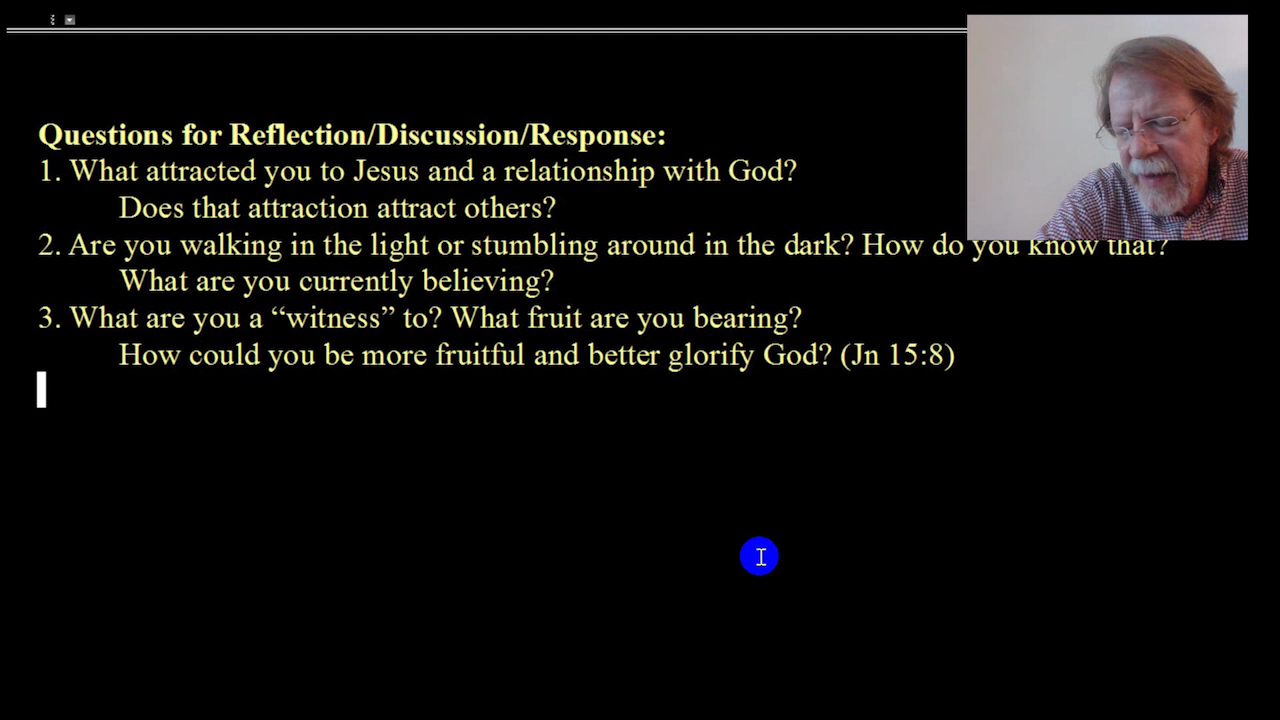 Questions for Reflection/Discussion/Response:
1. What attracted you to Jesus and a relationship with God?
Does that attraction attract others?
2. Are you walking in the light or stumbling around in the dark? How do you know that?
What are you currently believing?
3. What are you a “witness” to? What fruit are you bearing?
How could you be more fruitful and better glorify God? (Jn 15:8)